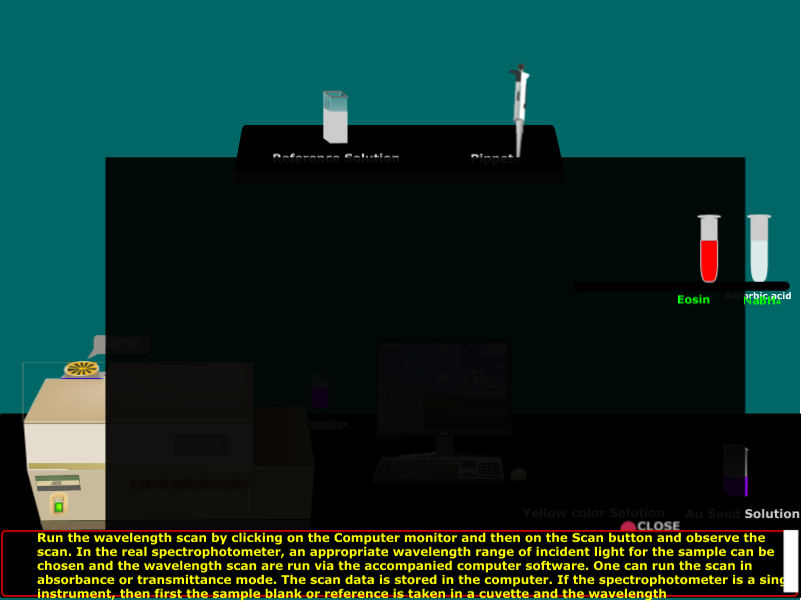 Reference Solution
Pippet
Eosin
Ascorbic acid
spectrophotometer
Yellow color Solution
Au Seed Solution
CLOSE
Run the wavelength scan by clicking on the Computer monitor and then on the Scan button and observe the
scan. In the real spectrophotometer, an appropriate wavelength range of incident light for the sample can be
chosen and the wavelength scan are run via the accompanied computer software. One can run the scan in
absorbance or transmittance mode. The scan data is stored in the computer. If the spectrophotometer is a sing
instrument, then first the sample blank or reference is taken in a cuvette and the wavelength